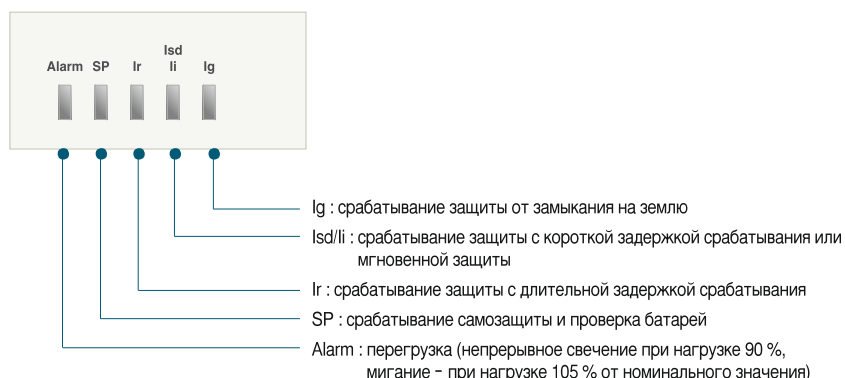 Isd
Alarm SP Ir Ii Ig
Ig : срабатывание защиты от замыкания на землю
Isd/Ii : срабатывание защиты с короткой задержкой срабатывания или
мгновенной защиты
Ir : срабатывание защиты с длительной задержкой срабатывания
SP : срабатывание самозащиты и проверка батарей
Alarm : перегрузка (непрерывное свечение при нагрузке 90 %,
мигание - при нагрузке 105 % от номинального значения)